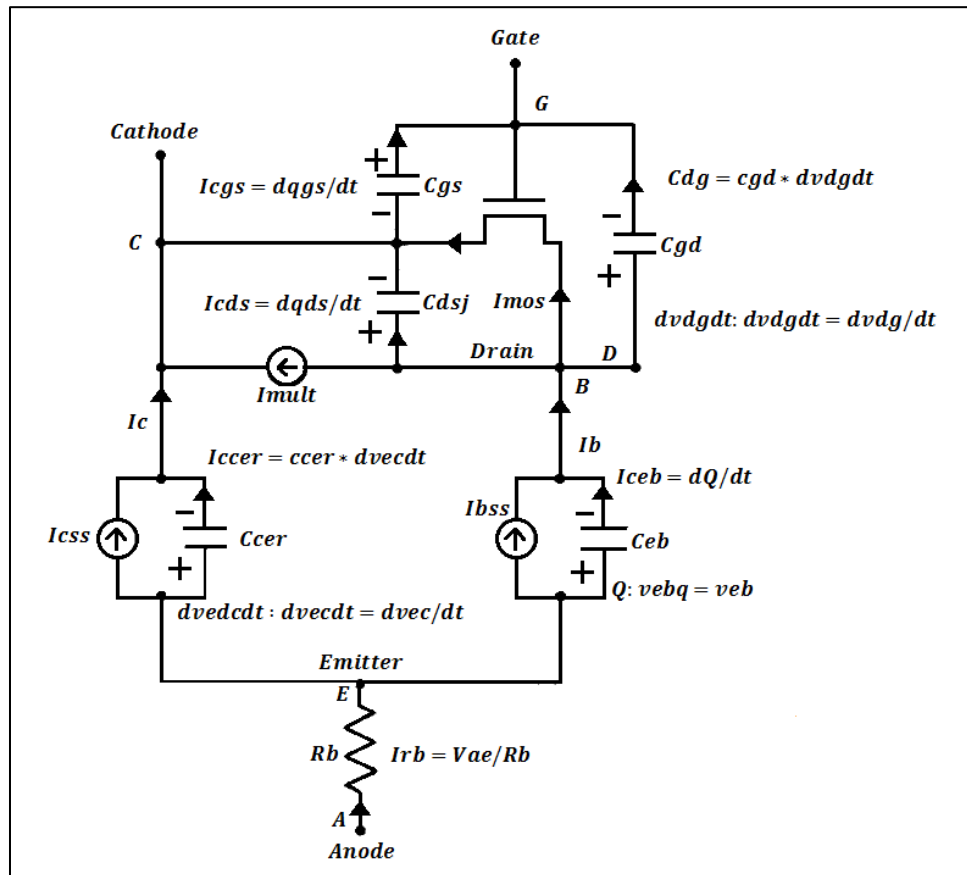 Gate
G
Cathode
Icgs = dqgs/dt
+
Cgs
-
Cdg = cgd * dvdgdt
-
Cgd
+
C
Icds = dqds/dt
-
Cdsj
+
Imos
dvdgdt: dvdgdt = dvdg/dt
Drain
D
B
Imult
Ic
Ib
Iccer = ccer * dvecdt
Iceb = dQ/dt
Icss
-
Ccer
+
Ibss
-
Ceb
+
Q: vebq = veb
dvedcdt : dvecdt = dvec/dt
Emitter
E
Rb
Irb = Vae/Rb
A
Anode